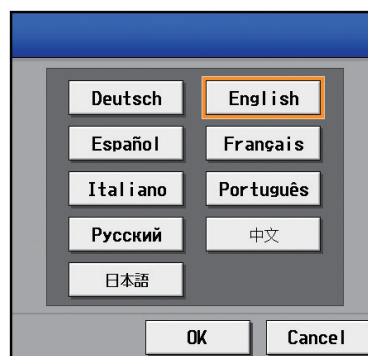 Deutsch English
Español Français
Italiano Português
Русский 中文
日本語
OK Cancel